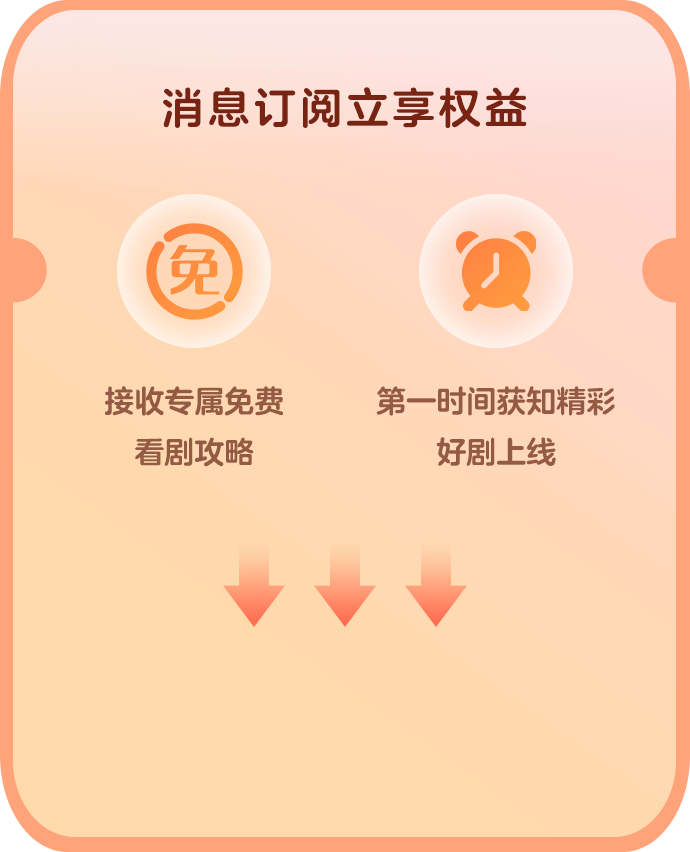 消息订阅立享权益
免
接收专属免费
看剧攻略
第一时间获知精彩
好剧上线